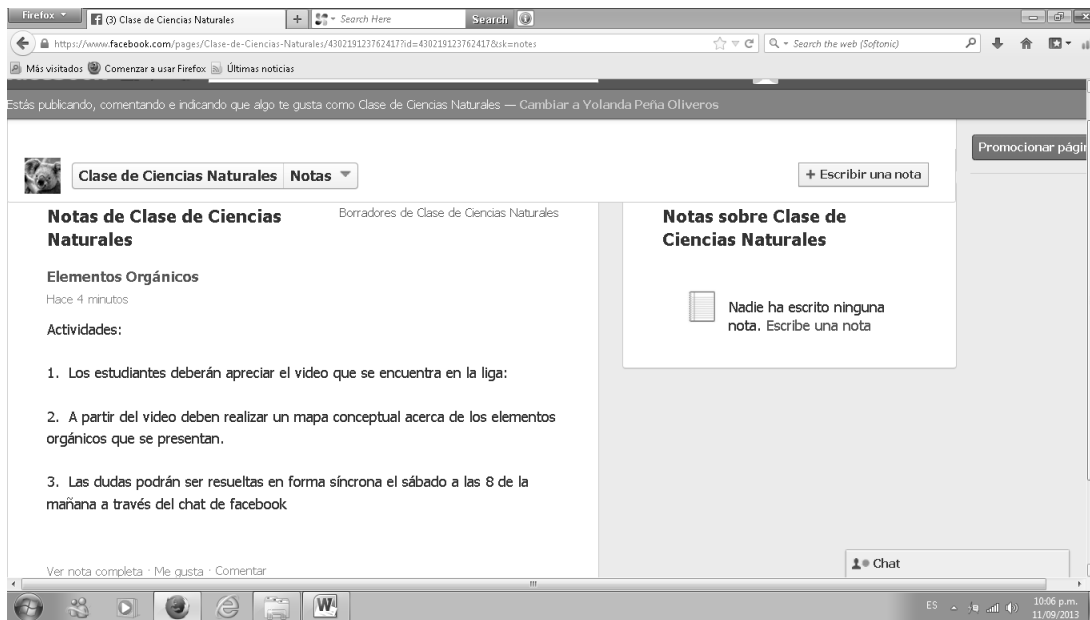 Firefox
(3) Clase de Ciencias Naturales
+
Search Here
Search
https://www.facebook.com/pages/Clase-de-Ciencias-Naturales/430219123762417?id=430219123762417&sk=notes
Search the web (Softonic)
Más visitados Comenzar a usar Firefox Últimas noticias
Estás publicando, comentando e indicando que algo te gusta como Clase de Ciencias Naturales — Cambiar a Yolanda Peña Oliveros
Promocionar págin
Clase de Ciencias Naturales Notas
+ Escribir una nota
Notas de Clase de Ciencias
Naturales
Borradores de Clase de Ciencias Naturales
Elementos Orgánicos
Hace 4 minutos
Actividades:
1. Los estudiantes deberán apreciar el video que se encuentra en la liga:
2. A partir del video deben realizar un mapa conceptual acerca de los elementos
orgánicos que se presentan.
3. Las dudas podrán ser resueltas en forma síncrona el sábado a las 8 de la
mañana a través del chat de facebook
Ver nota completa · Me gusta · Comentar
Notas sobre Clase de
Ciencias Naturales
Nadie ha escrito ninguna
nota. Escribe una nota
Chat
ES
10:06 p.m.
11/09/2013